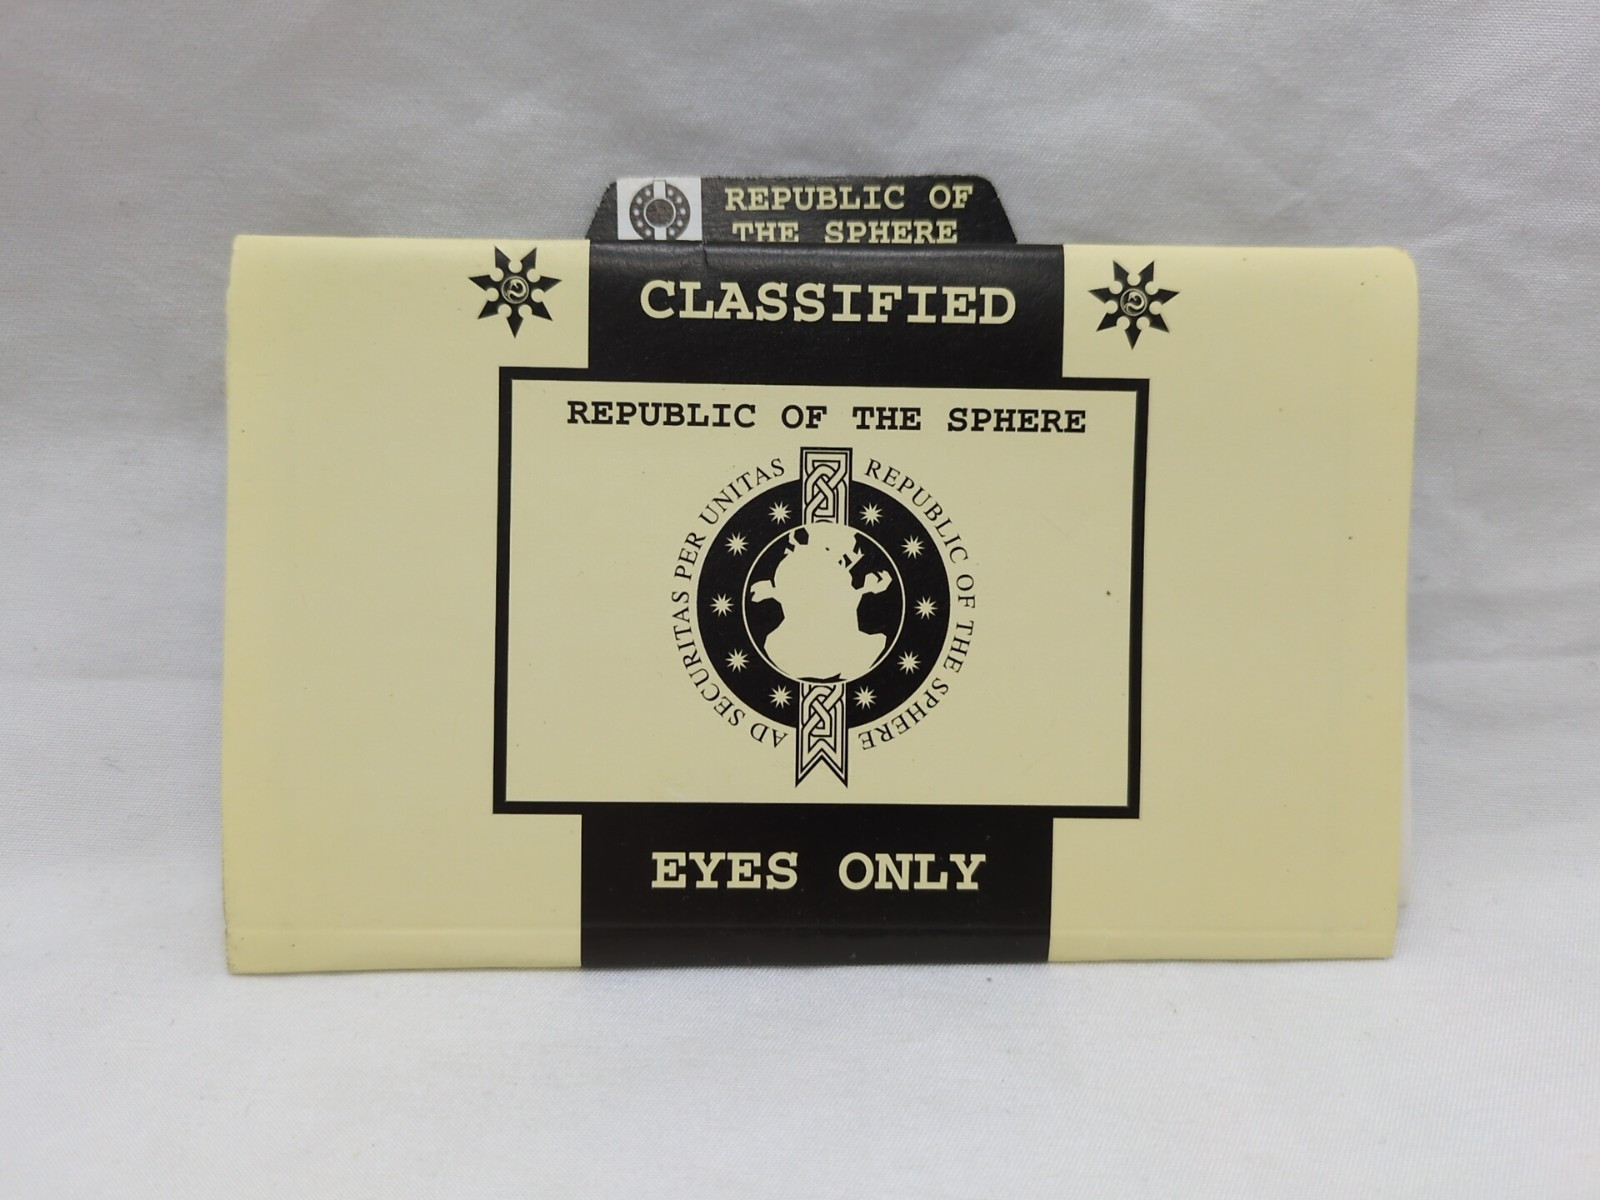 REPUBLIC OF
THE SPHERE
CLASSIFIED
REPUBLIC OF THE SPHERE
AD SECURITAS PER UNITAS
REPUBLIC OF THE SPHERE
EYES ONLY